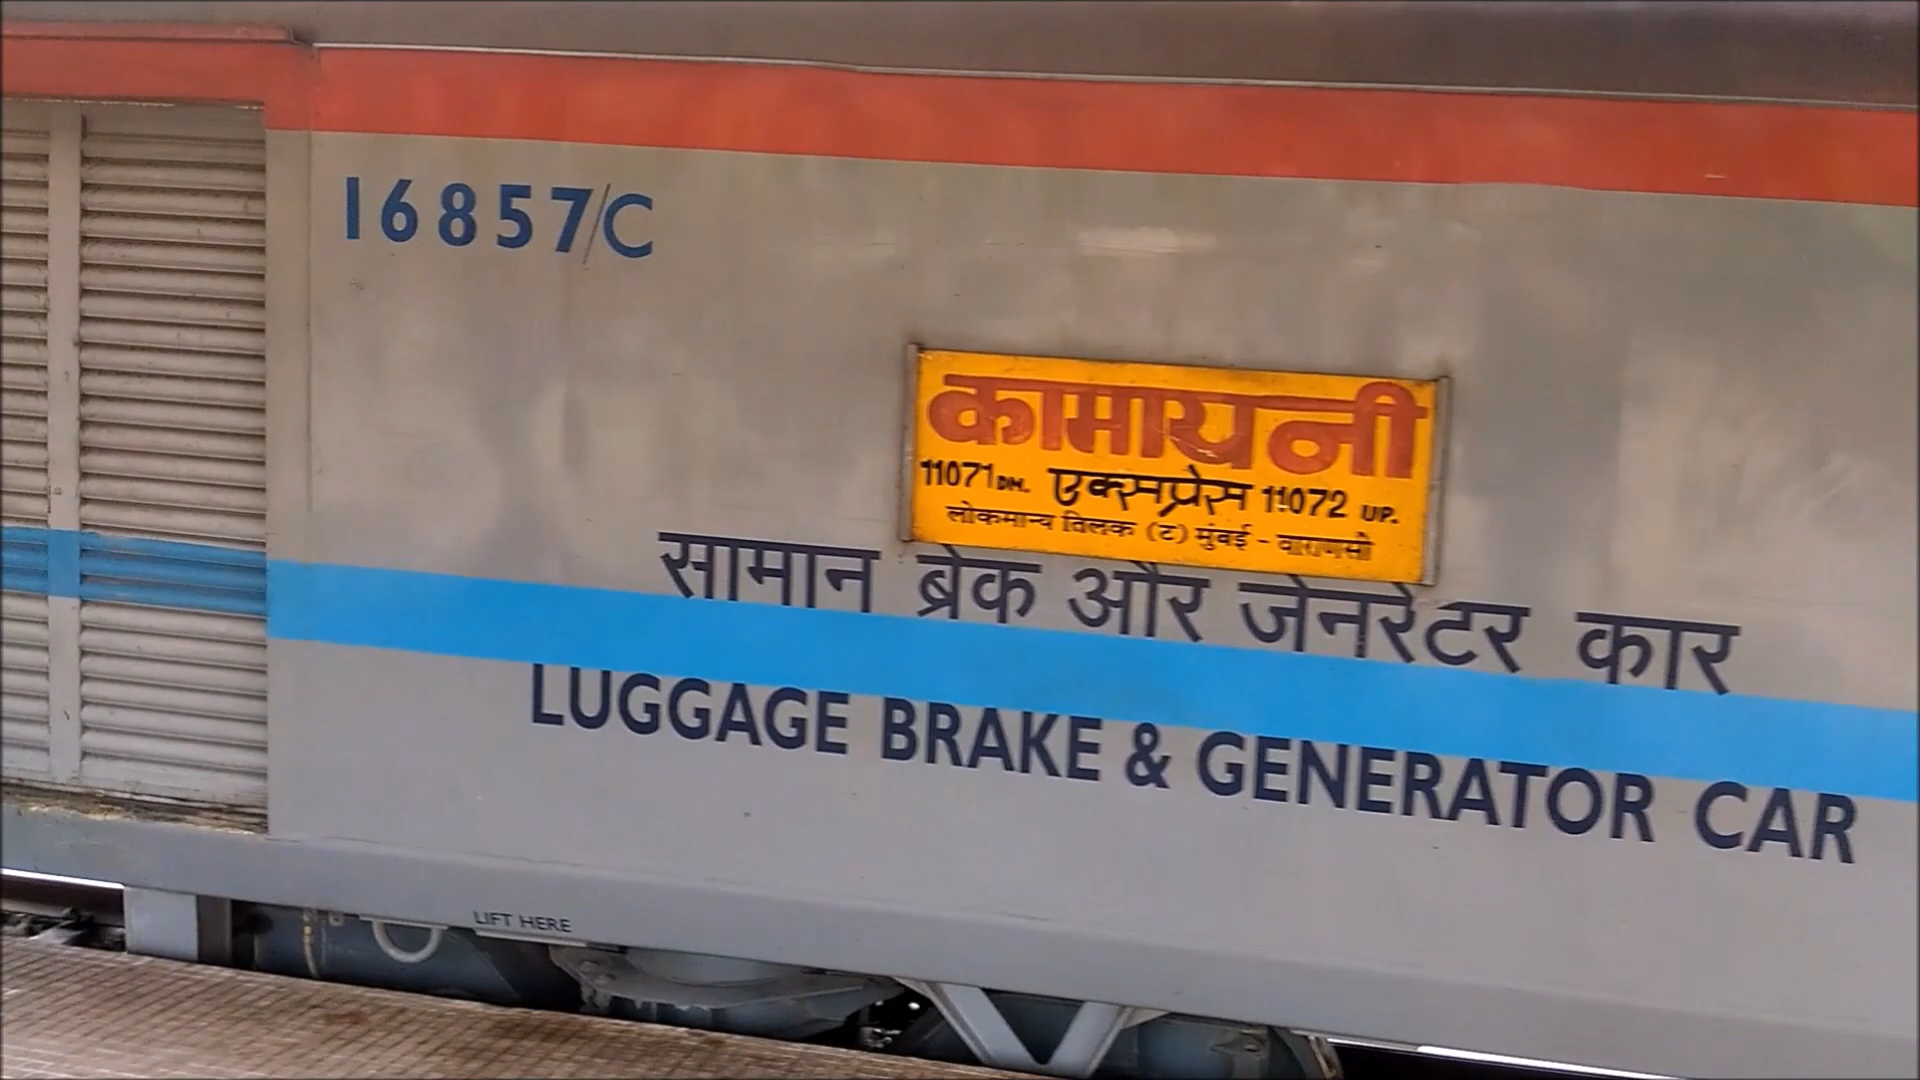 16857/C
कामायनी
11071 DN. एक्सप्रेस 11072 UP.
लोकमान्य तिलक (ट) मुंबई - वाराणसी
सामान ब्रेक और जेनरेटर कार
LUGGAGE BRAKE & GENERATOR CAR
LIFT HERE